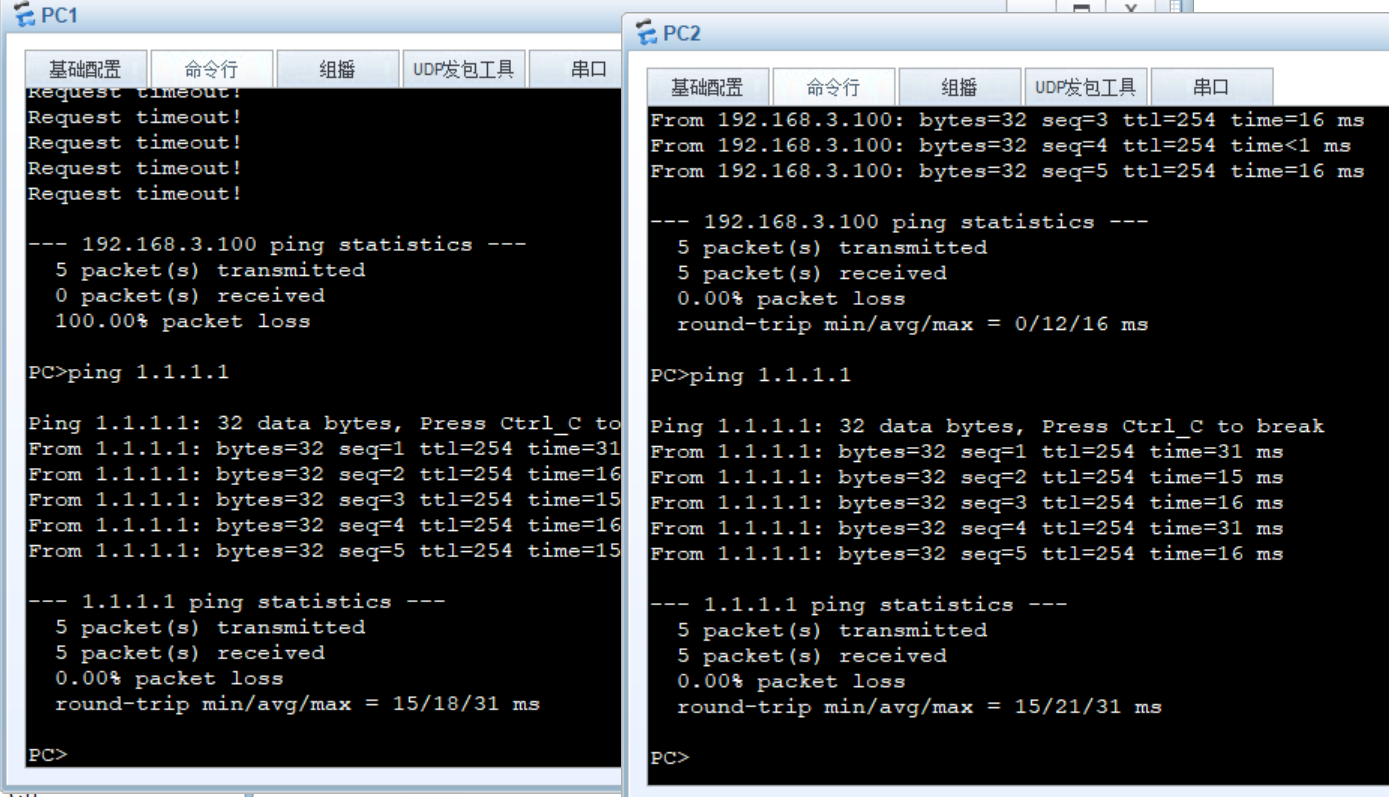 PC1
基础配置 命令行 组播 UDP发包工具 串口
Request timeout!
Request timeout!
Request timeout!
Request timeout!
Request timeout!
--- 192.168.3.100 ping statistics ---
5 packet(s) transmitted
0 packet(s) received
100.00% packet loss
PC>ping 1.1.1.1
Ping 1.1.1.1: 32 data bytes, Press Ctrl_C to
From 1.1.1.1: bytes=32 seq=1 ttl=254 time=31
From 1.1.1.1: bytes=32 seq=2 ttl=254 time=16
From 1.1.1.1: bytes=32 seq=3 ttl=254 time=15
From 1.1.1.1: bytes=32 seq=4 ttl=254 time=16
From 1.1.1.1: bytes=32 seq=5 ttl=254 time=15
--- 1.1.1.1 ping statistics ---
5 packet(s) transmitted
5 packet(s) received
0.00% packet loss
round-trip min/avg/max = 15/18/31 ms
PC>
PC2
基础配置 命令行 组播 UDP发包工具 串口
From 192.168.3.100: bytes=32 seq=3 ttl=254 time=16 ms
From 192.168.3.100: bytes=32 seq=4 ttl=254 time<1 ms
From 192.168.3.100: bytes=32 seq=5 ttl=254 time=16 ms
--- 192.168.3.100 ping statistics ---
5 packet(s) transmitted
5 packet(s) received
0.00% packet loss
round-trip min/avg/max = 0/12/16 ms
PC>ping 1.1.1.1
Ping 1.1.1.1: 32 data bytes, Press Ctrl_C to break
From 1.1.1.1: bytes=32 seq=1 ttl=254 time=31 ms
From 1.1.1.1: bytes=32 seq=2 ttl=254 time=15 ms
From 1.1.1.1: bytes=32 seq=3 ttl=254 time=16 ms
From 1.1.1.1: bytes=32 seq=4 ttl=254 time=31 ms
From 1.1.1.1: bytes=32 seq=5 ttl=254 time=16 ms
--- 1.1.1.1 ping statistics ---
5 packet(s) transmitted
5 packet(s) received
0.00% packet loss
round-trip min/avg/max = 15/21/31 ms
PC>